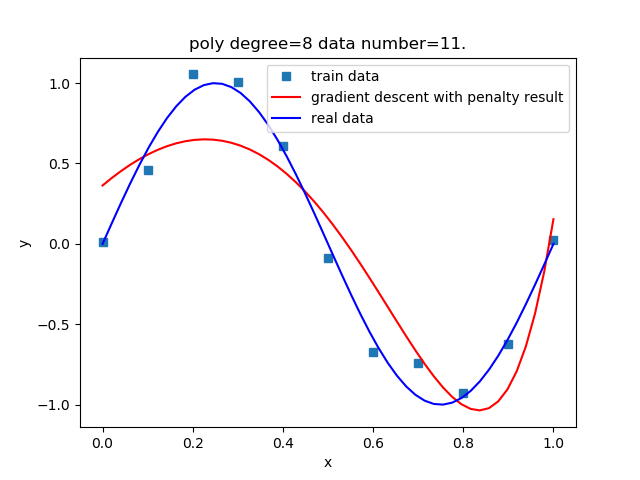 poly degree=8 data number=11.
train data
gradient descent with penalty result
real data
1.0
0.5
0.0
−0.5
−1.0
y
0.0
0.2
0.4
0.6
0.8
1.0
x